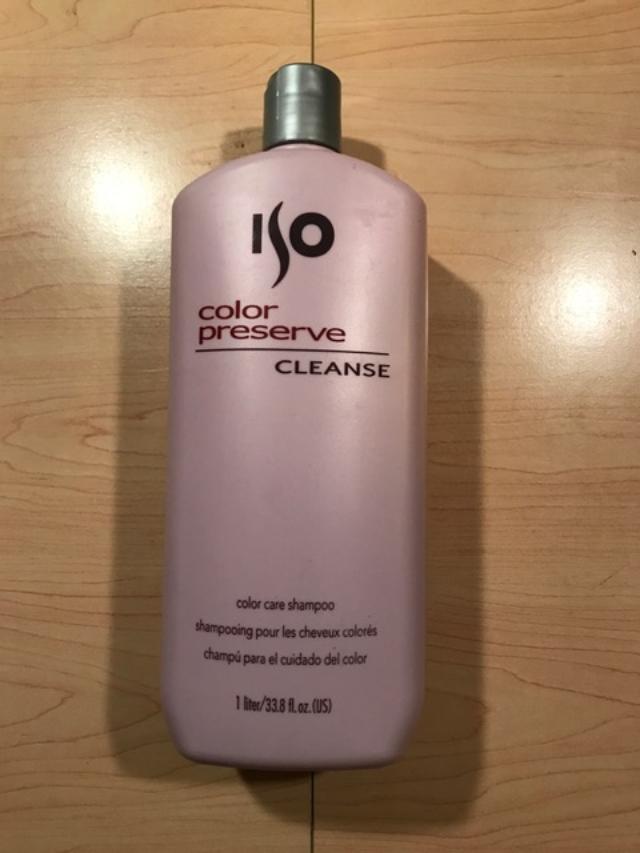 ISO
color
preserve
CLEANSE
color care shampoo
shampooing pour les cheveux colorés
champú para el cuidado del color
1 liter/33.8 fl. oz. (US)